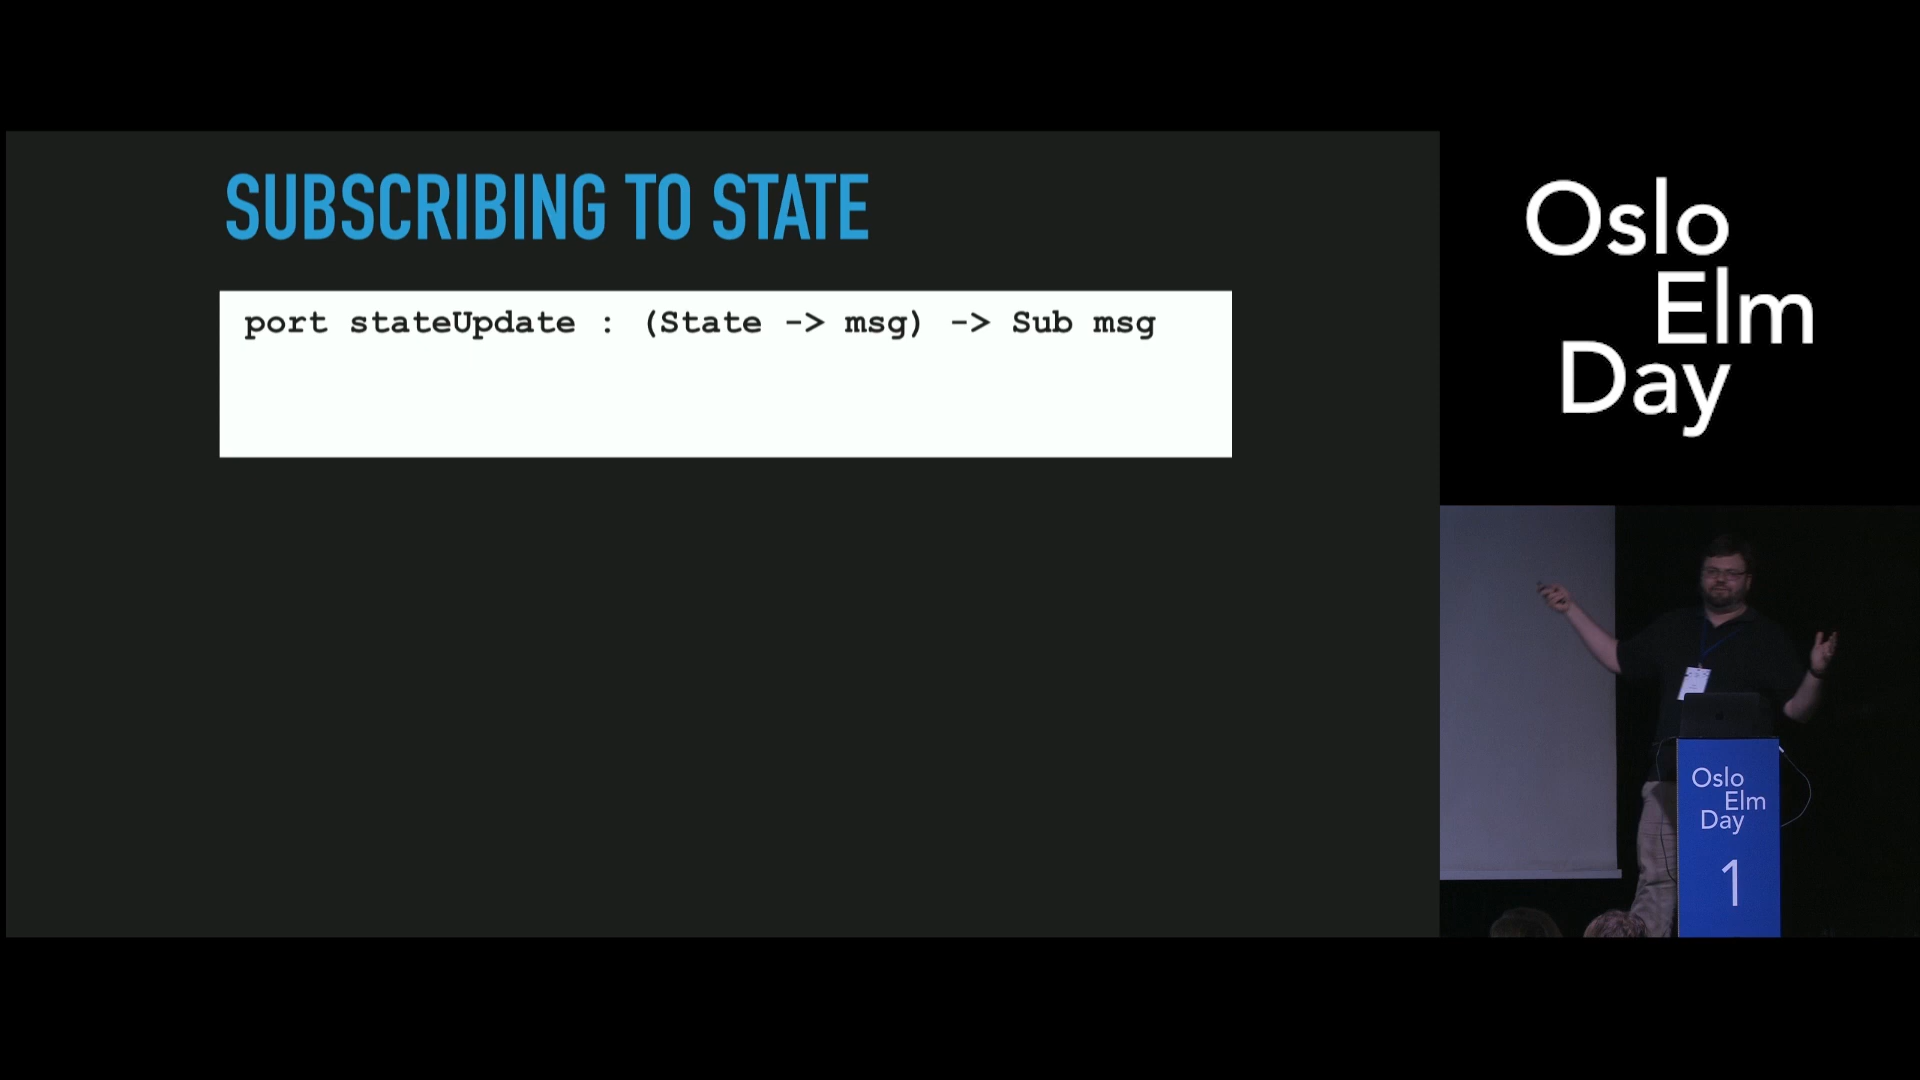 SUBSCRIBING TO STATE
port stateUpdate : (State -> msg) -> Sub msg
Oslo
Elm
Day
Oslo
Elm
Day
1